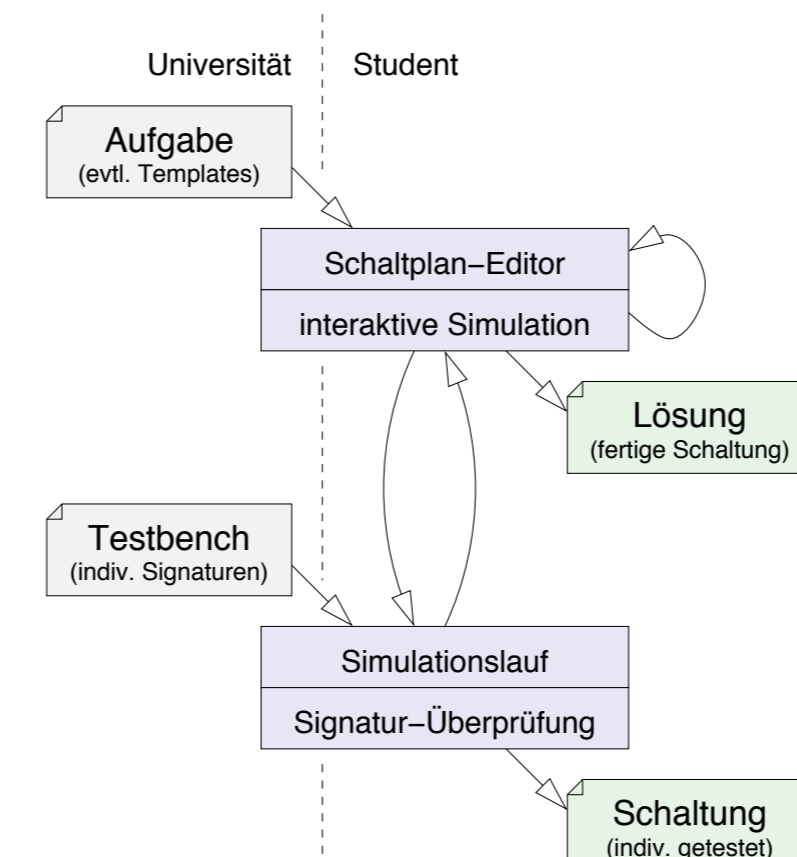 Universität
Student
Aufgabe
(evtl. Templates)
Schaltplan–Editor
interaktive Simulation
Lösung
(fertige Schaltung)
Testbench
(indiv. Signaturen)
Simulationslauf
Signatur–Überprüfung
Schaltung
(indiv. getestet)